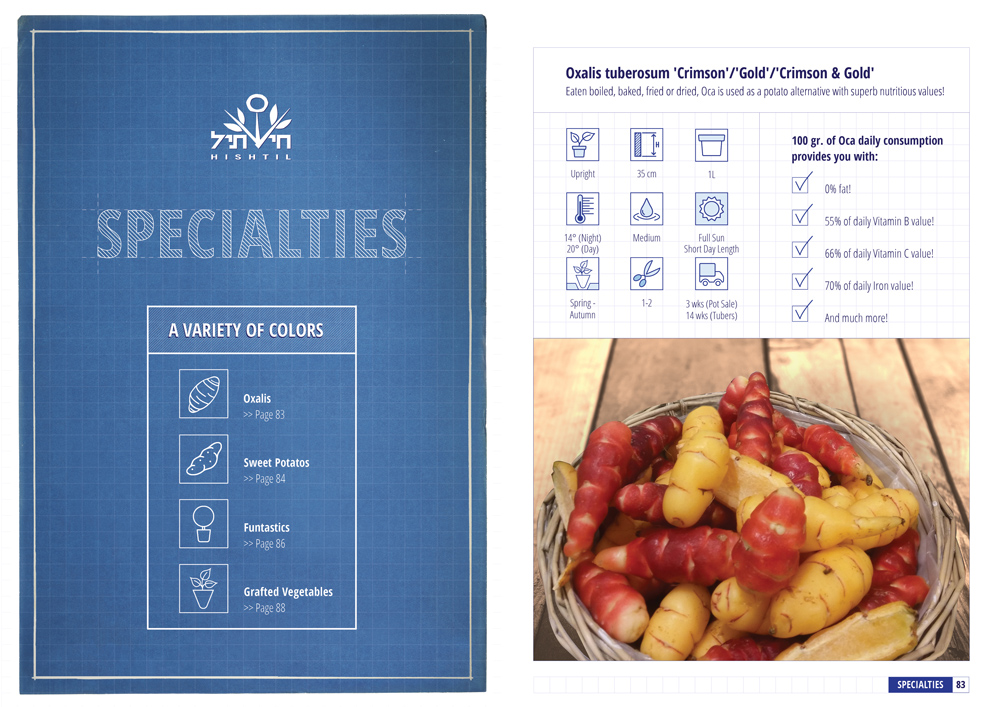 חישתיל
HISHTIL
SPECIALTIES
A VARIETY OF COLORS
Oxalis
>> Page 83
Sweet Potatos
>> Page 84
Funtastics
>> Page 86
Grafted Vegetables
>> Page 88
Oxalis tuberosum 'Crimson'/'Gold'/'Crimson & Gold'
Eaten boiled, baked, fried or dried, Oca is used as a potato alternative with superb nutritious values!
H
Upright
35 cm
1L
14° (Night)
20° (Day)
Medium
Full Sun
Short Day Length
Spring -
Autumn
1-2
3 wks (Pot Sale)
14 wks (Tubers)
100 gr. of Oca daily consumption
provides you with:
0% fat!
55% of daily Vitamin B value!
66% of daily Vitamin C value!
70% of daily Iron value!
And much more!
SPECIALTIES 83